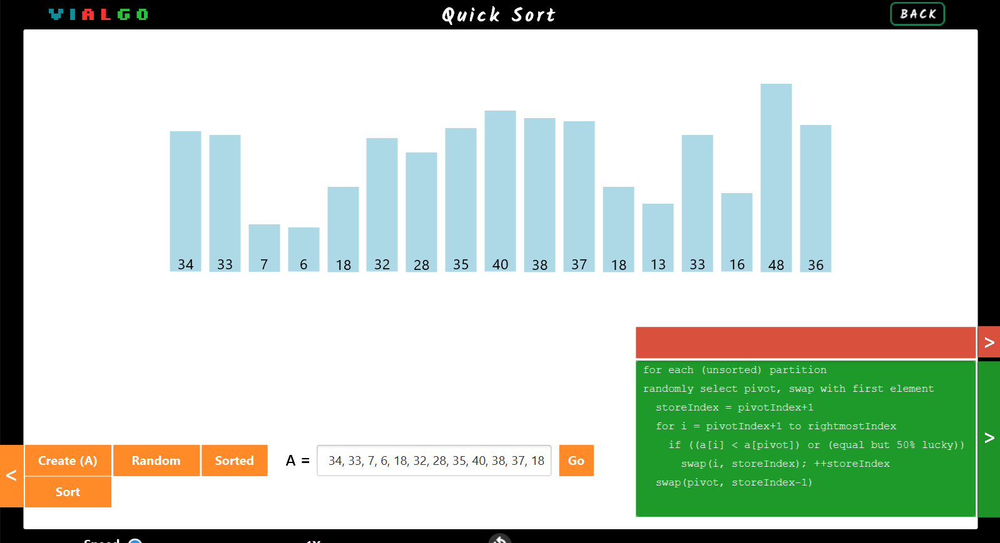 VIALGO
Quick Sort
BACK
34 33 7 6 18 32 28 35 40 38 37 18 13 33 16 48 36
>
for each (unsorted) partition
randomly select pivot, swap with first element
storeIndex = pivotIndex+1
for i = pivotIndex+1 to rightmostIndex
if ((a[i] < a[pivot]) or (equal but 50% lucky))
swap(i, storeIndex); ++storeIndex
swap(pivot, storeIndex-1)
>
<
Create (A)
Random
Sorted
A =
34, 33, 7, 6, 18, 32, 28, 35, 40, 38, 37, 18
Go
Sort
Speed
1X